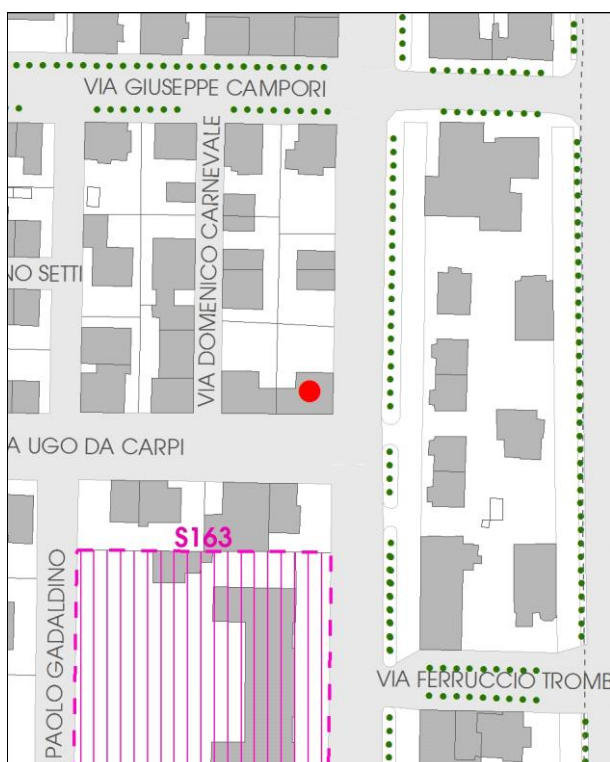 VIA GIUSEPPE CAMPORI
VIA DOMENICO CARNEVALE
NO SETTI
A UGO DA CARPI
S163
PAOLO GADALDINO
VIA FERRUCCIO TROMB